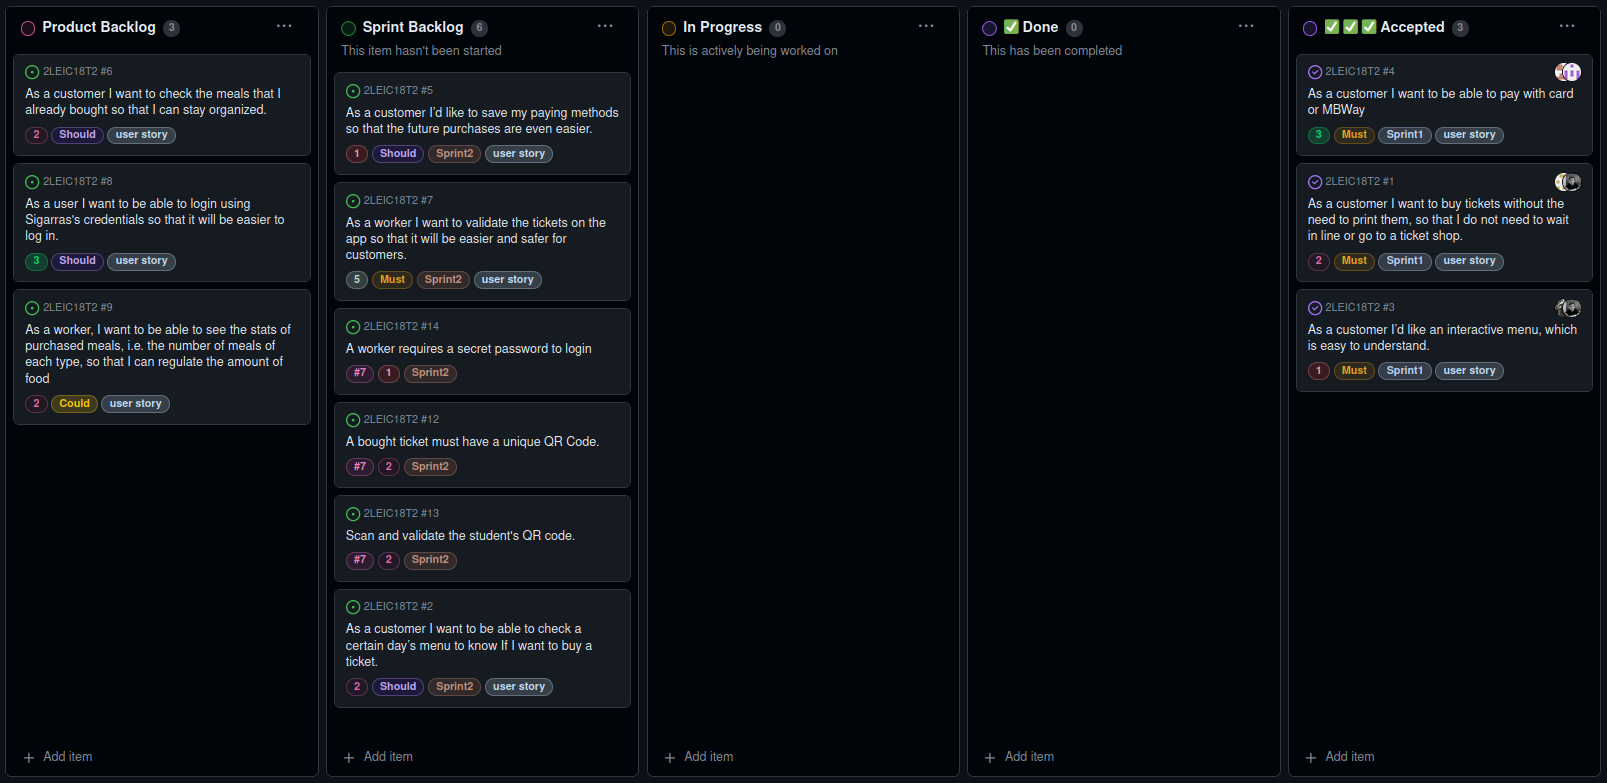 Product Backlog 3
2LEIC18T2 #6
As a customer I want to check the meals that I
already bought so that I can stay organized.
2 Should user story
2LEIC18T2 #8
As a user I want to be able to login using
Sigarras's credentials so that it will be easier to
log in.
3 Should user story
2LEIC18T2 #9
As a worker, I want to be able to see the stats of
purchased meals, i.e. the number of meals of
each type, so that I can regulate the amount of
food
2 Could user story
+ Add item
Sprint Backlog 6
This item hasn't been started
2LEIC18T2 #5
As a customer I'd like to save my paying methods
so that the future purchases are even easier.
1 Should Sprint2 user story
2LEIC18T2 #7
As a worker I want to validate the tickets on the
app so that it will be easier and safer for
customers.
5 Must Sprint2 user story
2LEIC18T2 #14
A worker requires a secret password to login
#7 1 Sprint2
2LEIC18T2 #12
A bought ticket must have a unique QR Code.
#7 2 Sprint2
2LEIC18T2 #13
Scan and validate the student's QR code.
#7 2 Sprint2
2LEIC18T2 #2
As a customer I want to be able to check a
certain day's menu to know If I want to buy a
ticket.
2 Should Sprint2 user story
+ Add item
In Progress 0
This is actively being worked on
+ Add item
✅ Done 0
This has been completed
+ Add item
✅ ✅ ✅ Accepted 3
2LEIC18T2 #4
As a customer I want to be able to pay with card
or MBWay
3 Must Sprint1 user story
2LEIC18T2 #1
As a customer I want to buy tickets without the
need to print them, so that I do not need to wait
in line or go to a ticket shop.
2 Must Sprint1 user story
2LEIC18T2 #3
As a customer I'd like an interactive menu, which
is easy to understand.
1 Must Sprint1 user story
+ Add item